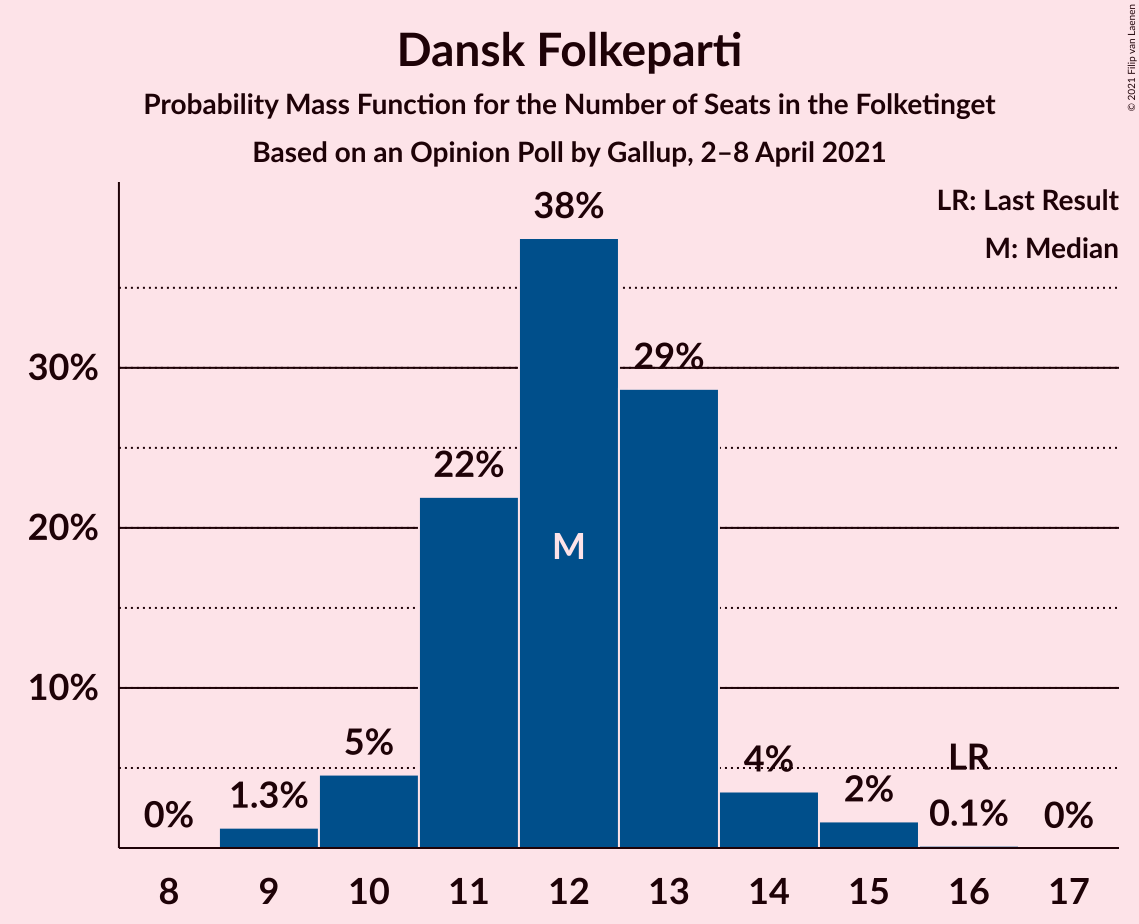 Dansk Folkeparti
Probability Mass Function for the Number of Seats in the Folketinget
Based on an Opinion Poll by Gallup, 2–8 April 2021
© 2021 Filip van Laenen
LR: Last Result
M: Median
38%
30%
29%
22%
20%
M
10%
5%
4%
LR
1.3%
2%
0%
0.1%
0%
8 9 10 11 12 13 14 15 16 17